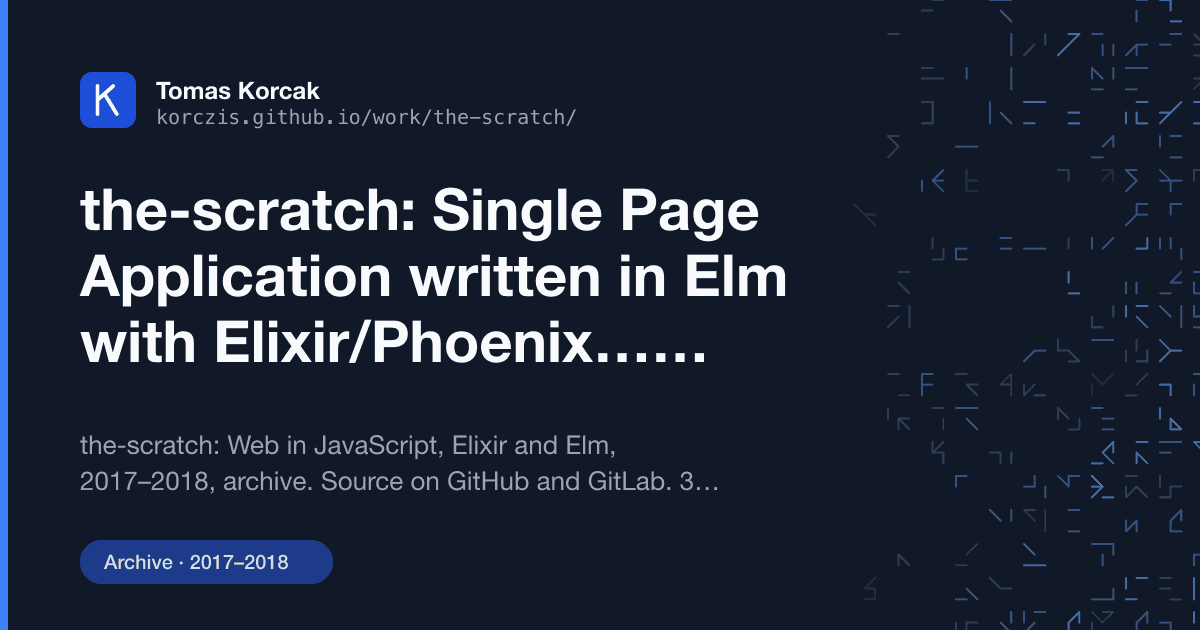 K
Tomas Korcak
korczis.github.io/work/the-scratch/
the-scratch: Single Page
Application written in Elm
with Elixir/Phoenix……
the-scratch: Web in JavaScript, Elixir and Elm,
2017–2018, archive. Source on GitHub and GitLab. 3…
Archive · 2017–2018